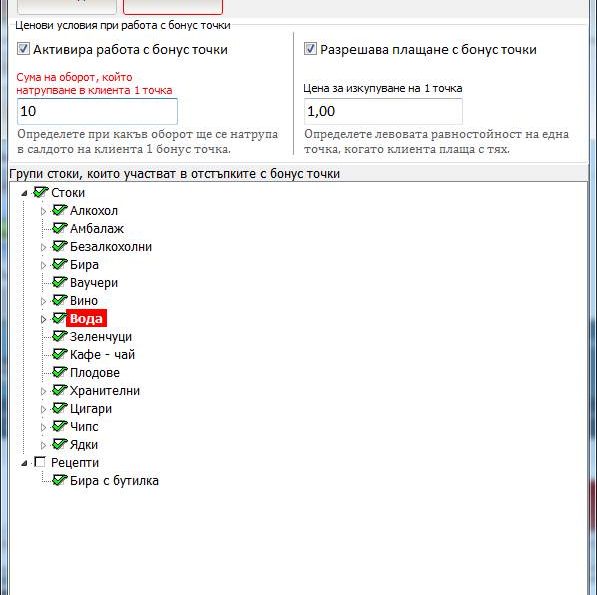 Ценови условия при работа с бонус точки
Активира работа с бонус точки
Разрешава плащане с бонус точки
Сума на оборот, който
натрупване в клиента 1 точка
10
Определете при какъв оборот ще се натрупа
в салдото на клиента 1 бонус точка.
Цена за изкупуване на 1 точка
1,00
Определете левовата равностойност на една
точка, когато клиента плаща с тях.
Групи стоки, които участват в отстъпките с бонус точки
Стоки
Алкохол
Амбалаж
Безалкохолни
Бира
Ваучери
Вино
Вода
Зеленчуци
Кафе - чай
Плодове
Хранителни
Цигари
Чипс
Ядки
Рецепти
Бира с бутилка